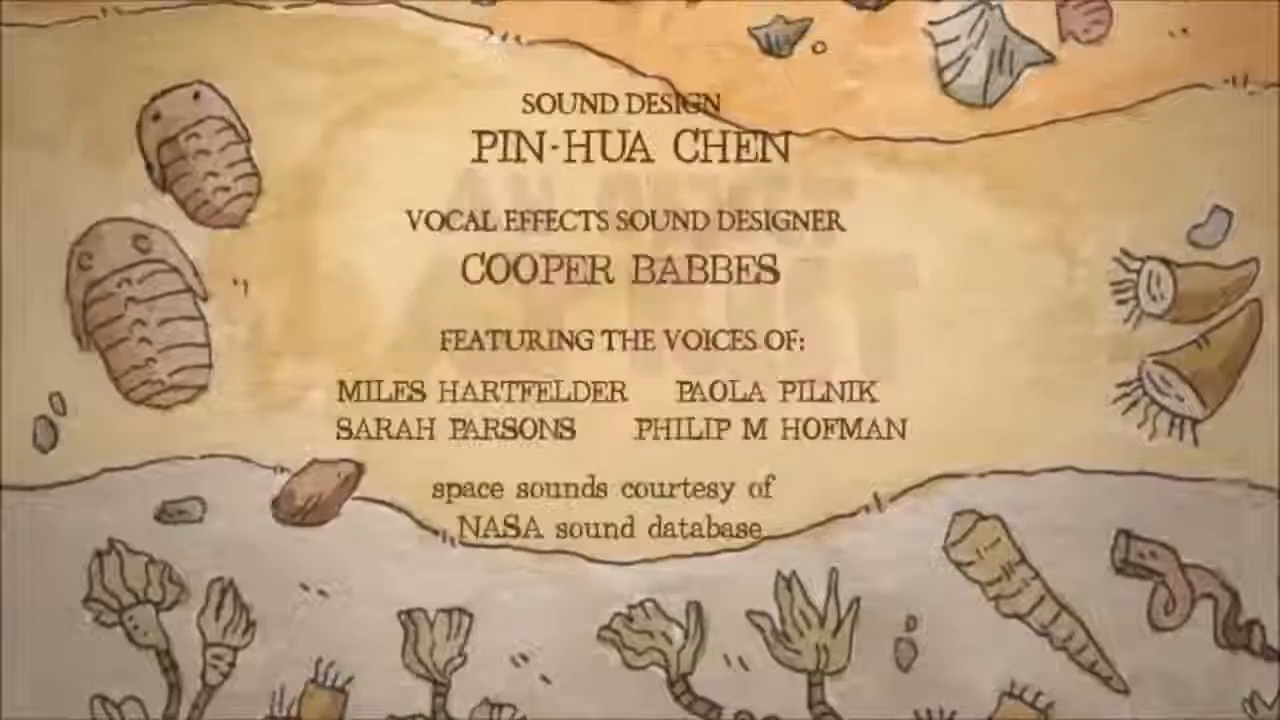 SOUND DESIGN
PIN-HUA CHEN
VOCAL EFFECTS SOUND DESIGNER
COOPER BABBES
FEATURING THE VOICES OF:
MILES HARTFELDER PAOLA PILNIK
SARAH PARSONS PHILIP M HOFMAN
space sounds courtesy of
NASA sound database